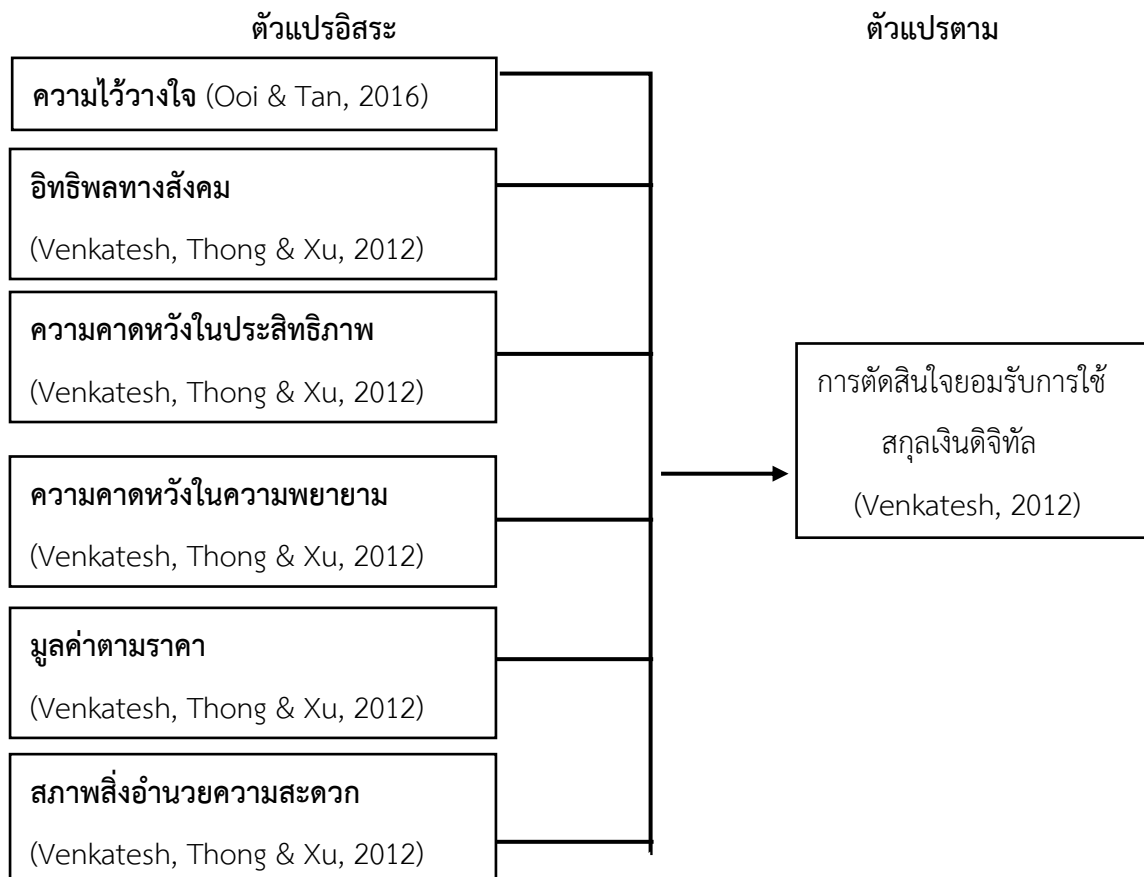 ตัวแปรอิสระ
ตัวแปรตาม
ความไว้วางใจ (Ooi & Tan, 2016)
อิทธิพลทางสังคม
(Venkatesh, Thong & Xu, 2012)
ความคาดหวังในประสิทธิภาพ
(Venkatesh, Thong & Xu, 2012)
ความคาดหวังในความพยายาม
(Venkatesh, Thong & Xu, 2012)
มูลค่าตามราคา
(Venkatesh, Thong & Xu, 2012)
สภาพสิ่งอำนวยความสะดวก
(Venkatesh, Thong & Xu, 2012)
การตัดสินใจยอมรับการใช้
สกุลเงินดิจิทัล
(Venkatesh, 2012)